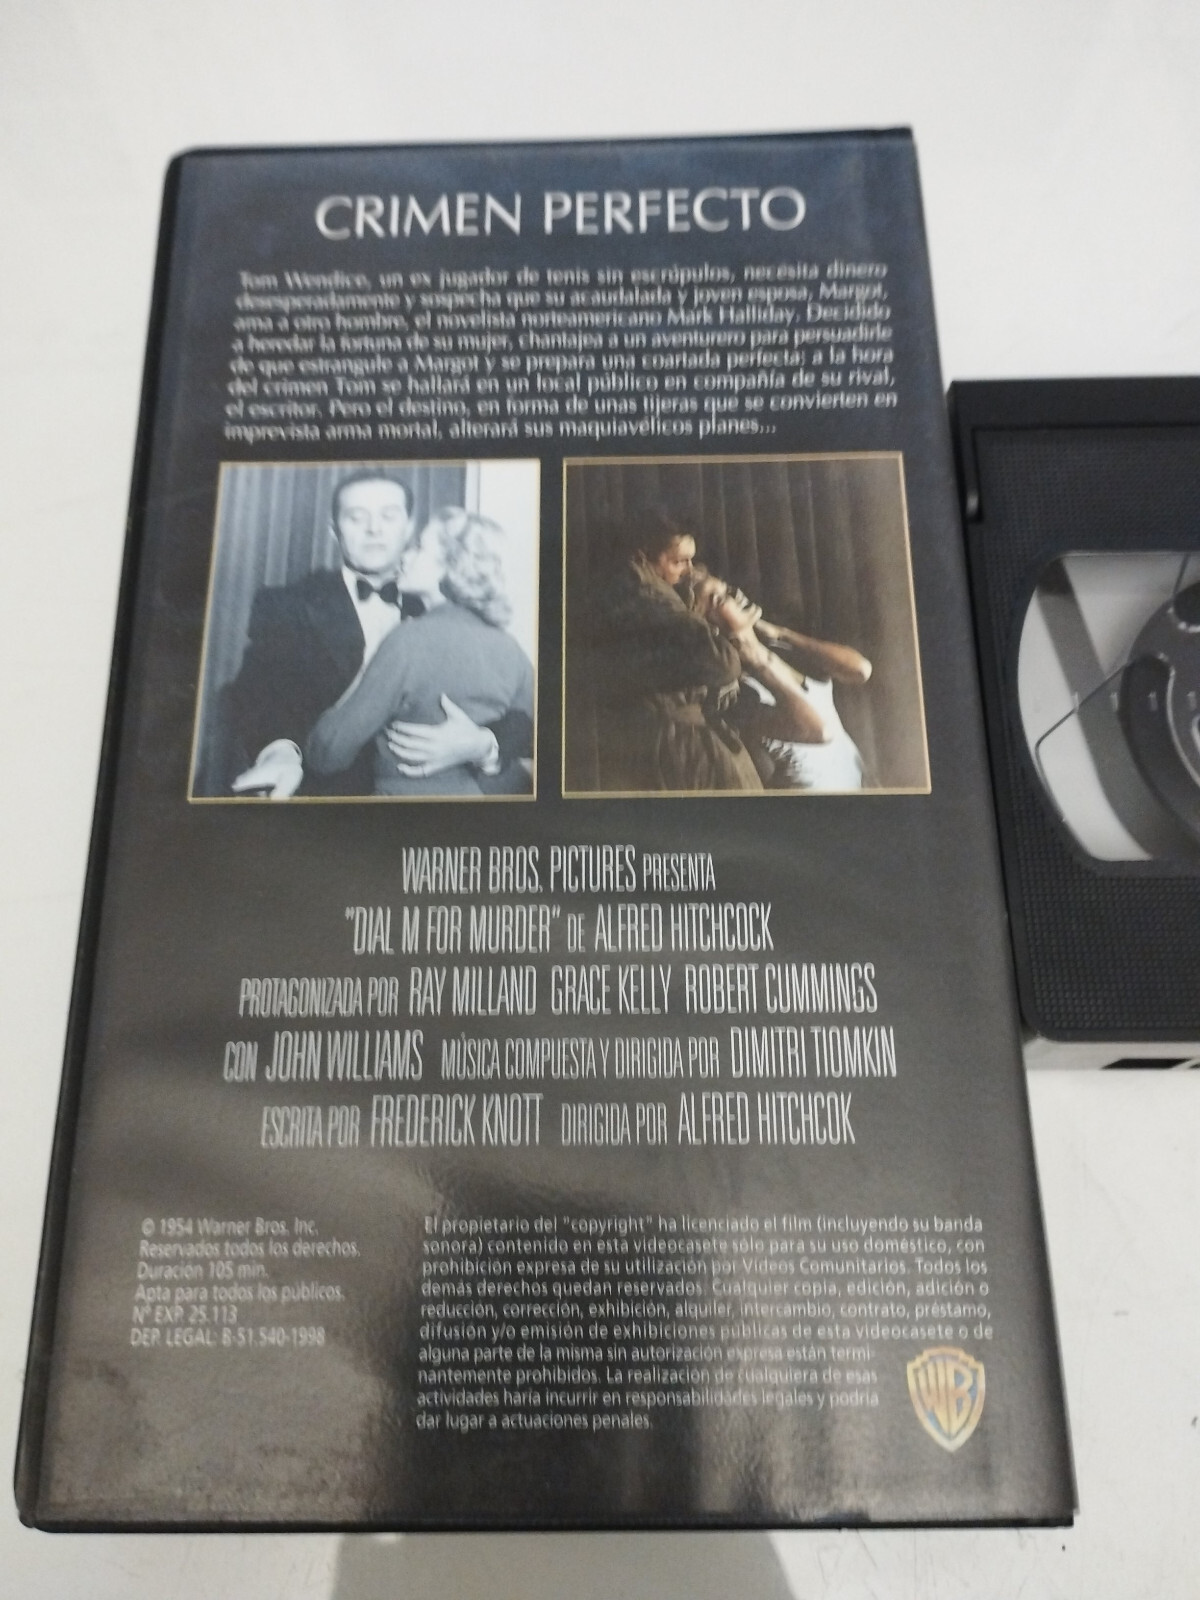 CRIMEN PERFECTO
Tom Wendice, un ex jugador de tenis sin escrúpulos, necésita dinero
desesperadamente y sospecha que su acaudalada y joven esposa, Margot,
ama a otro hombre, el novelista norteamericano Mark Halliday. Decidido
a heredar la fortuna de su mujer, chantajea a un aventurero para persuadirle
de que estrangule a Margot y se prepara una coartada perfecta: a la hora
del crimen Tom se hallará en un local público en compañía de su rival,
el escritor. Pero el destino, en forma de unas tijeras que se convierten en
imprevista arma mortal, alterará sus maquiavélicos planes...
WARNER BROS. PICTURES PRESENTA
"DIAL M FOR MURDER" DE ALFRED HITCHCOCK
PROTAGONIZADA POR RAY MILLAND GRACE KELLY ROBERT CUMMINGS
CON JOHN WILLIAMS MÚSICA COMPUESTA Y DIRIGIDA POR DIMITRI TIOMKIN
ESCRITA POR FREDERICK KNOTT DIRIGIDA POR ALFRED HITCHCOK
© 1954 Warner Bros. Inc.
Reservados todos los derechos.
Duración 105 min.
Apta para todos los públicos.
Nº EXP. 25.113
DEP. LEGAL: B-51.540-1998
El propietario del "copyright" ha licenciado el film (incluyendo su banda
sonora) contenido en esta videocasete sólo para su uso doméstico, con
prohibición expresa de su utilización por Vídeos Comunitarios. Todos los
demás derechos quedan reservados. Cualquier copia, edición, adición o
reducción, corrección, exhibición, alquiler, intercambio, contrato, préstamo,
difusión y/o emisión de exhibiciones públicas de esta videocasete o de
alguna parte de la misma sin autorización expresa están termi-
nantemente prohibidos. La realización de cualquiera de esas
actividades haría incurrir en responsabilidades legales y podría
dar lugar a actuaciones penales.
WB